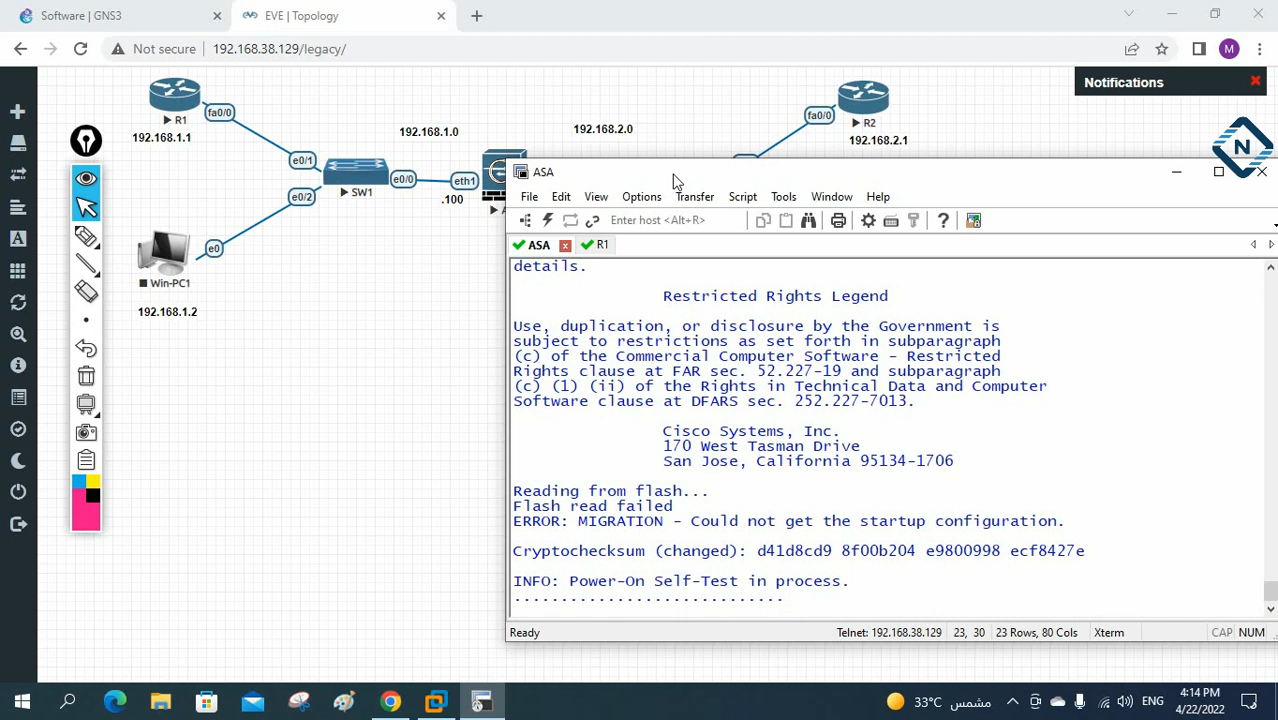 Software | GNS3
EVE | Topology
Not secure
192.168.38.129/legacy/
M
Notifications
N
R1
192.168.1.1
fa0/0
192.168.1.0
192.168.2.0
fa0/0
R2
192.168.2.1
e0/1
e0/0
eth1
SW1
e0/2
.100
A
e0
Win-PC1
192.168.1.2
ASA
File Edit View Options Transfer Script Tools Window Help
Enter host <Alt+R>
ASA
R1
details.
Restricted Rights Legend
Use, duplication, or disclosure by the Government is
subject to restrictions as set forth in subparagraph
(c) of the Commercial Computer Software - Restricted
Rights clause at FAR sec. 52.227-19 and subparagraph
(c) (1) (ii) of the Rights in Technical Data and Computer
Software clause at DFARS sec. 252.227-7013.
Cisco Systems, Inc.
170 West Tasman Drive
San Jose, California 95134-1706
Reading from flash...
Flash read failed
ERROR: MIGRATION - Could not get the startup configuration.
Cryptochecksum (changed): d41d8cd9 8f00b204 e9800998 ecf8427e
INFO: Power-On Self-Test in process.
.............................
Ready
Telnet: 192.168.38.129
23, 30
23 Rows, 80 Cols
Xterm
CAP NUM
33°C مشمس
ENG
4:14 PM
4/22/2022